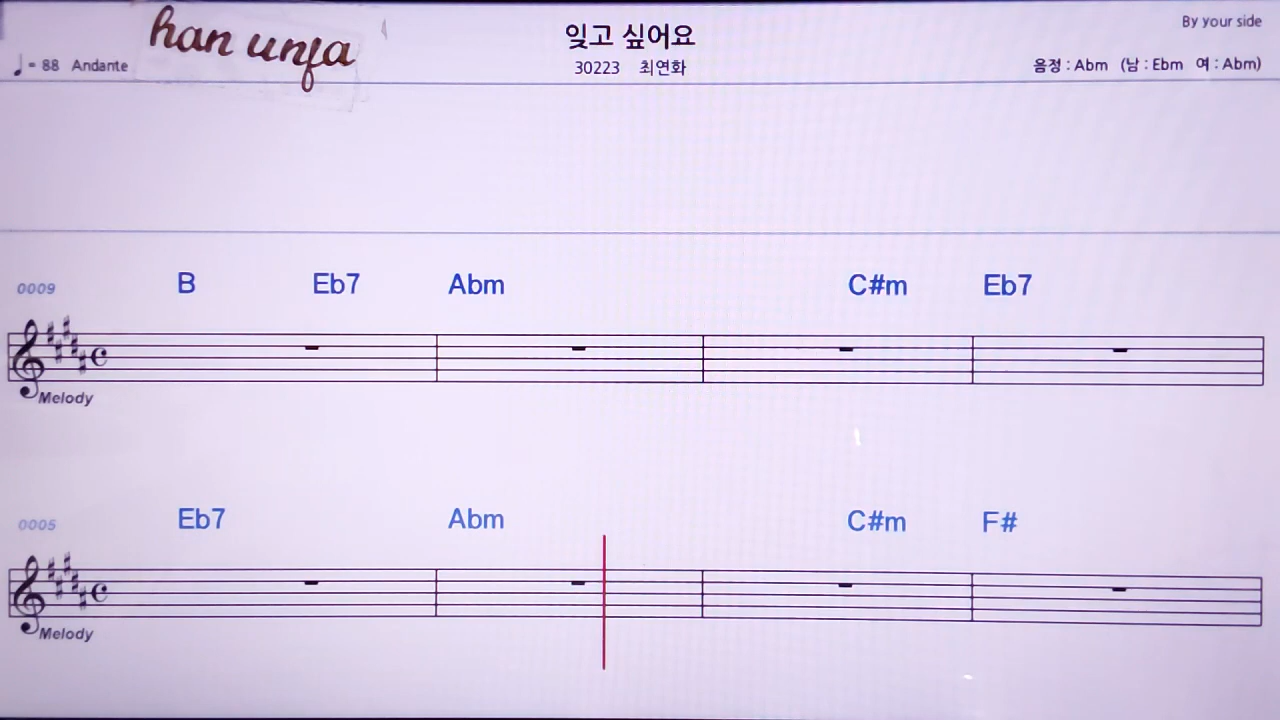 han unja
잊고 싶어요
By your side
♩= 88 Andante
30223 최연화
음정 : Abm (남 : Ebm 여 : Abm)
0009 B Eb7 Abm C#m Eb7
Melody
0005 Eb7 Abm C#m F#
Melody